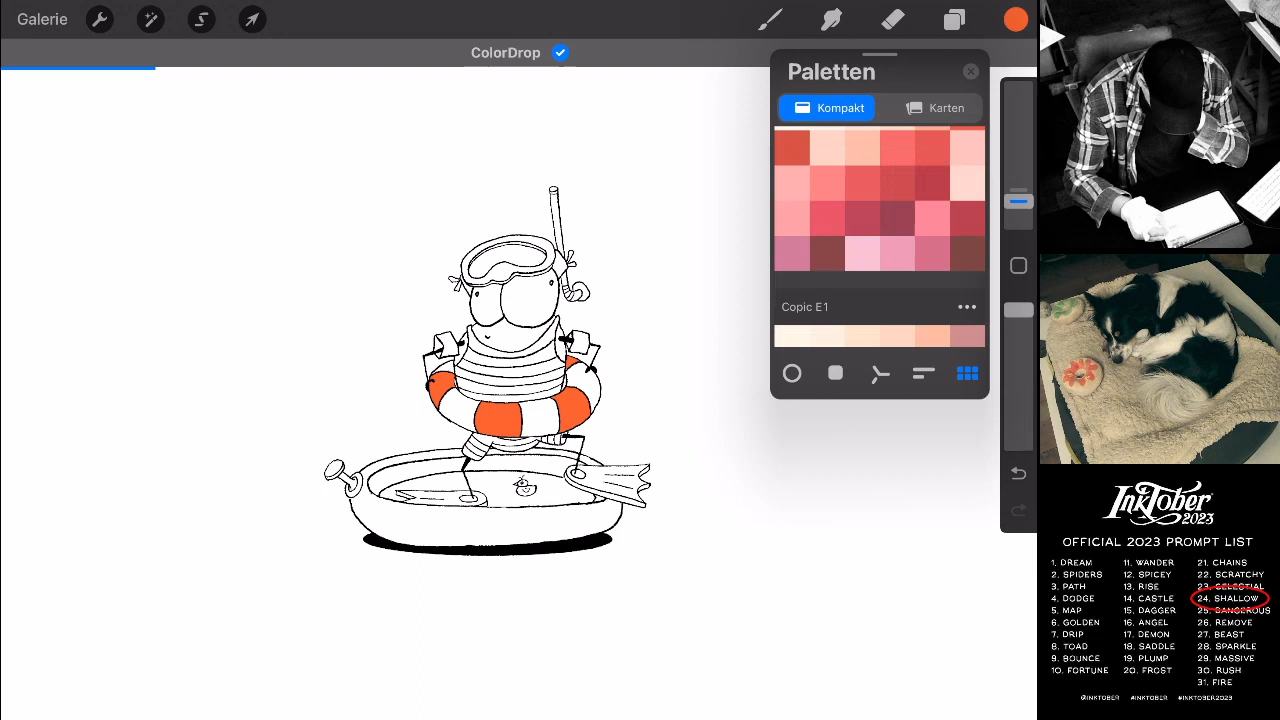 Galerie
ColorDrop
Paletten
Kompakt
Karten
Copic E1
InkTober
2023
OFFICIAL 2023 PROMPT LIST
1. DREAM
2. SPIDERS
3. PATH
4. DODGE
5. MAP
6. GOLDEN
7. DRIP
8. TOAD
9. BOUNCE
10. FORTUNE
11. WANDER
12. SPICEY
13. RISE
14. CASTLE
15. DAGGER
16. ANGEL
17. DEMON
18. SADDLE
19. PLUMP
20. FROST
21. CHAINS
22. SCRATCHY
23. CELESTIAL
24. SHALLOW
25. DANGEROUS
26. REMOVE
27. BEAST
28. SPARKLE
29. MASSIVE
30. RUSH
31. FIRE
@INKTOBER #INKTOBER #INKTOBER2023